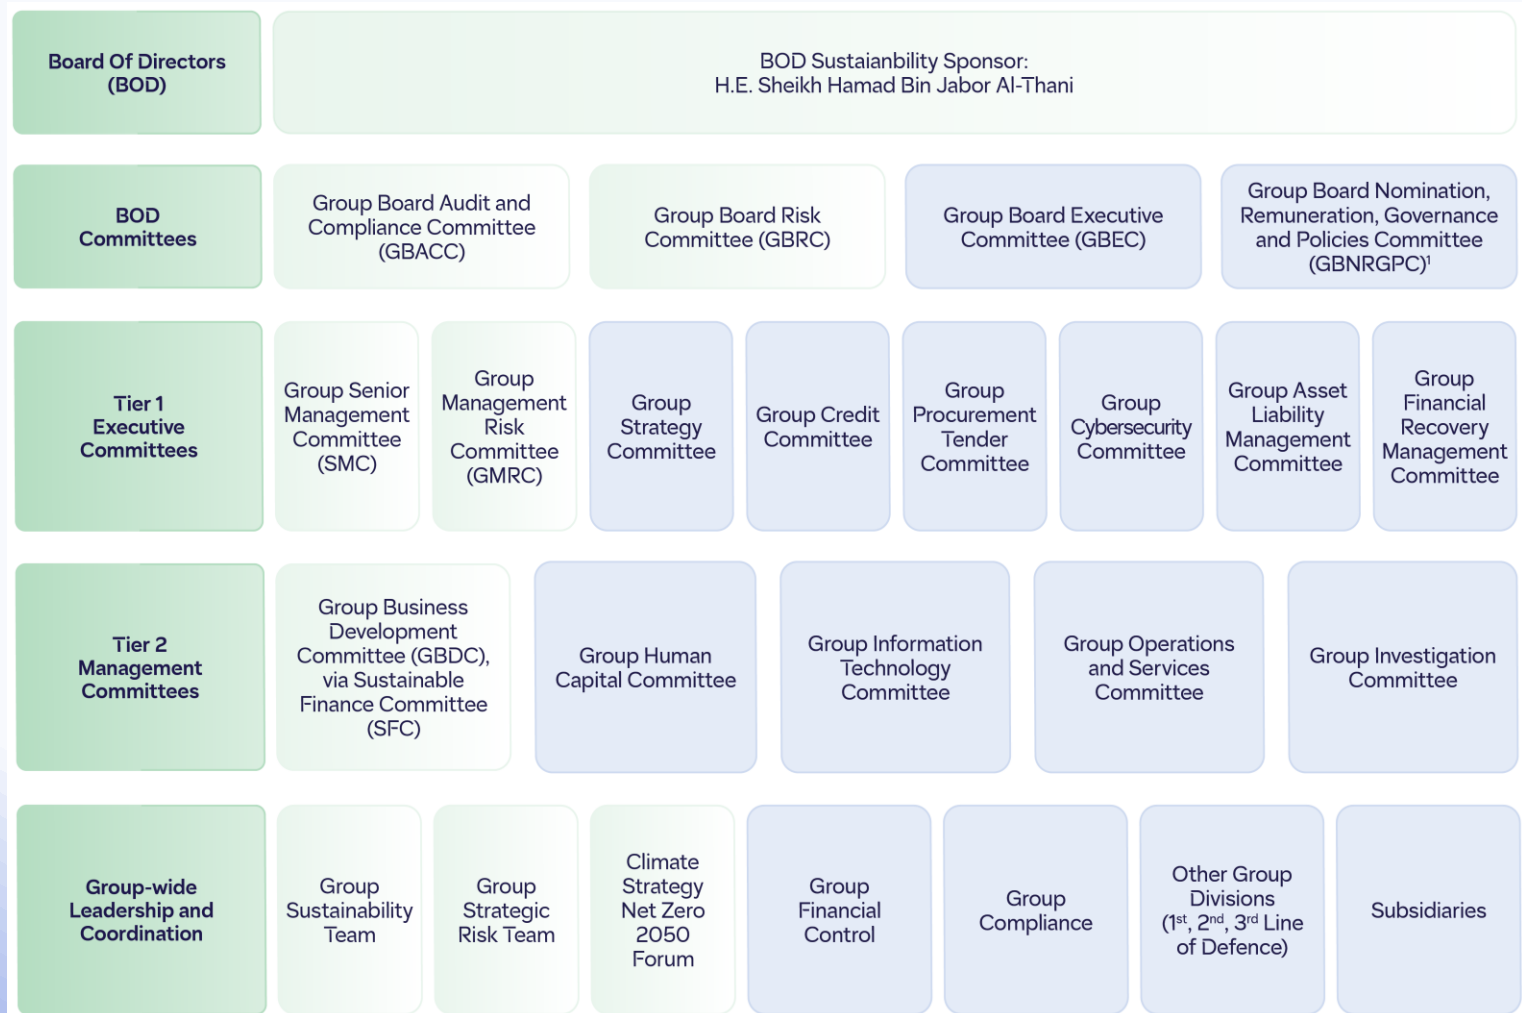 Board Of Directors
(BOD)
BOD Sustaianbility Sponsor:
H.E. Sheikh Hamad Bin Jabor Al-Thani
BOD
Committees
Group Board Audit and
Compliance Committee
(GBACC)
Group Board Risk
Committee (GBRC)
Group Board Executive
Committee (GBEC)
Group Board Nomination,
Remuneration, Governance
and Policies Committee
(GBNRGPC)¹
Tier 1
Executive
Committees
Group Senior
Management
Committee
(SMC)
Group
Management
Risk
Committee
(GMRC)
Group
Strategy
Committee
Group Credit
Committee
Group
Procurement
Tender
Committee
Group
Cybersecurity
Committee
Group Asset
Liability
Management
Committee
Group
Financial
Recovery
Management
Committee
Tier 2
Management
Committees
Group Business
Development
Committee (GBDC),
via Sustainable
Finance Committee
(SFC)
Group Human
Capital Committee
Group Information
Technology
Committee
Group Operations
and Services
Committee
Group Investigation
Committee
Group-wide
Leadership and
Coordination
Group
Sustainability
Team
Group
Strategic
Risk Team
Climate
Strategy
Net Zero
2050
Forum
Group
Financial
Control
Group
Compliance
Other Group
Divisions
(1st, 2nd, 3rd Line
of Defence)
Subsidiaries